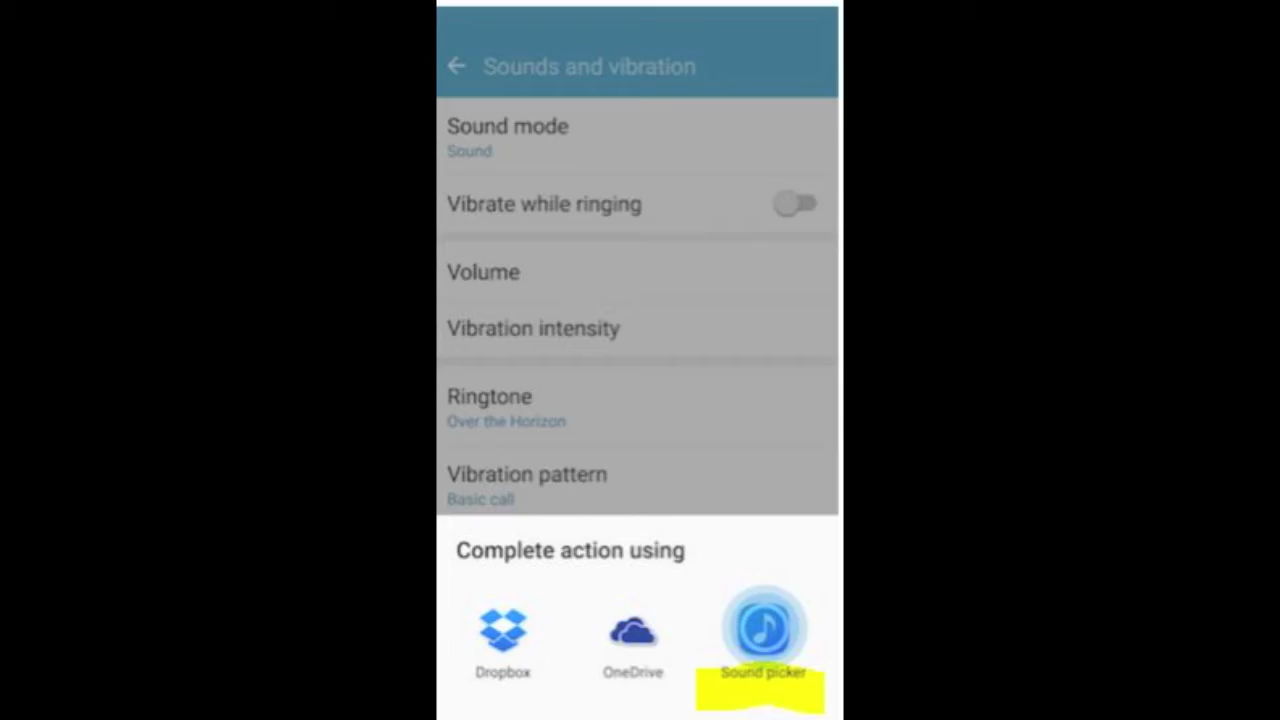 Sounds and vibration
Sound mode
Sound
Vibrate while ringing
Volume
Vibration intensity
Ringtone
Over the Horizon
Vibration pattern
Basic call
Complete action using
Dropbox OneDrive Sound picker